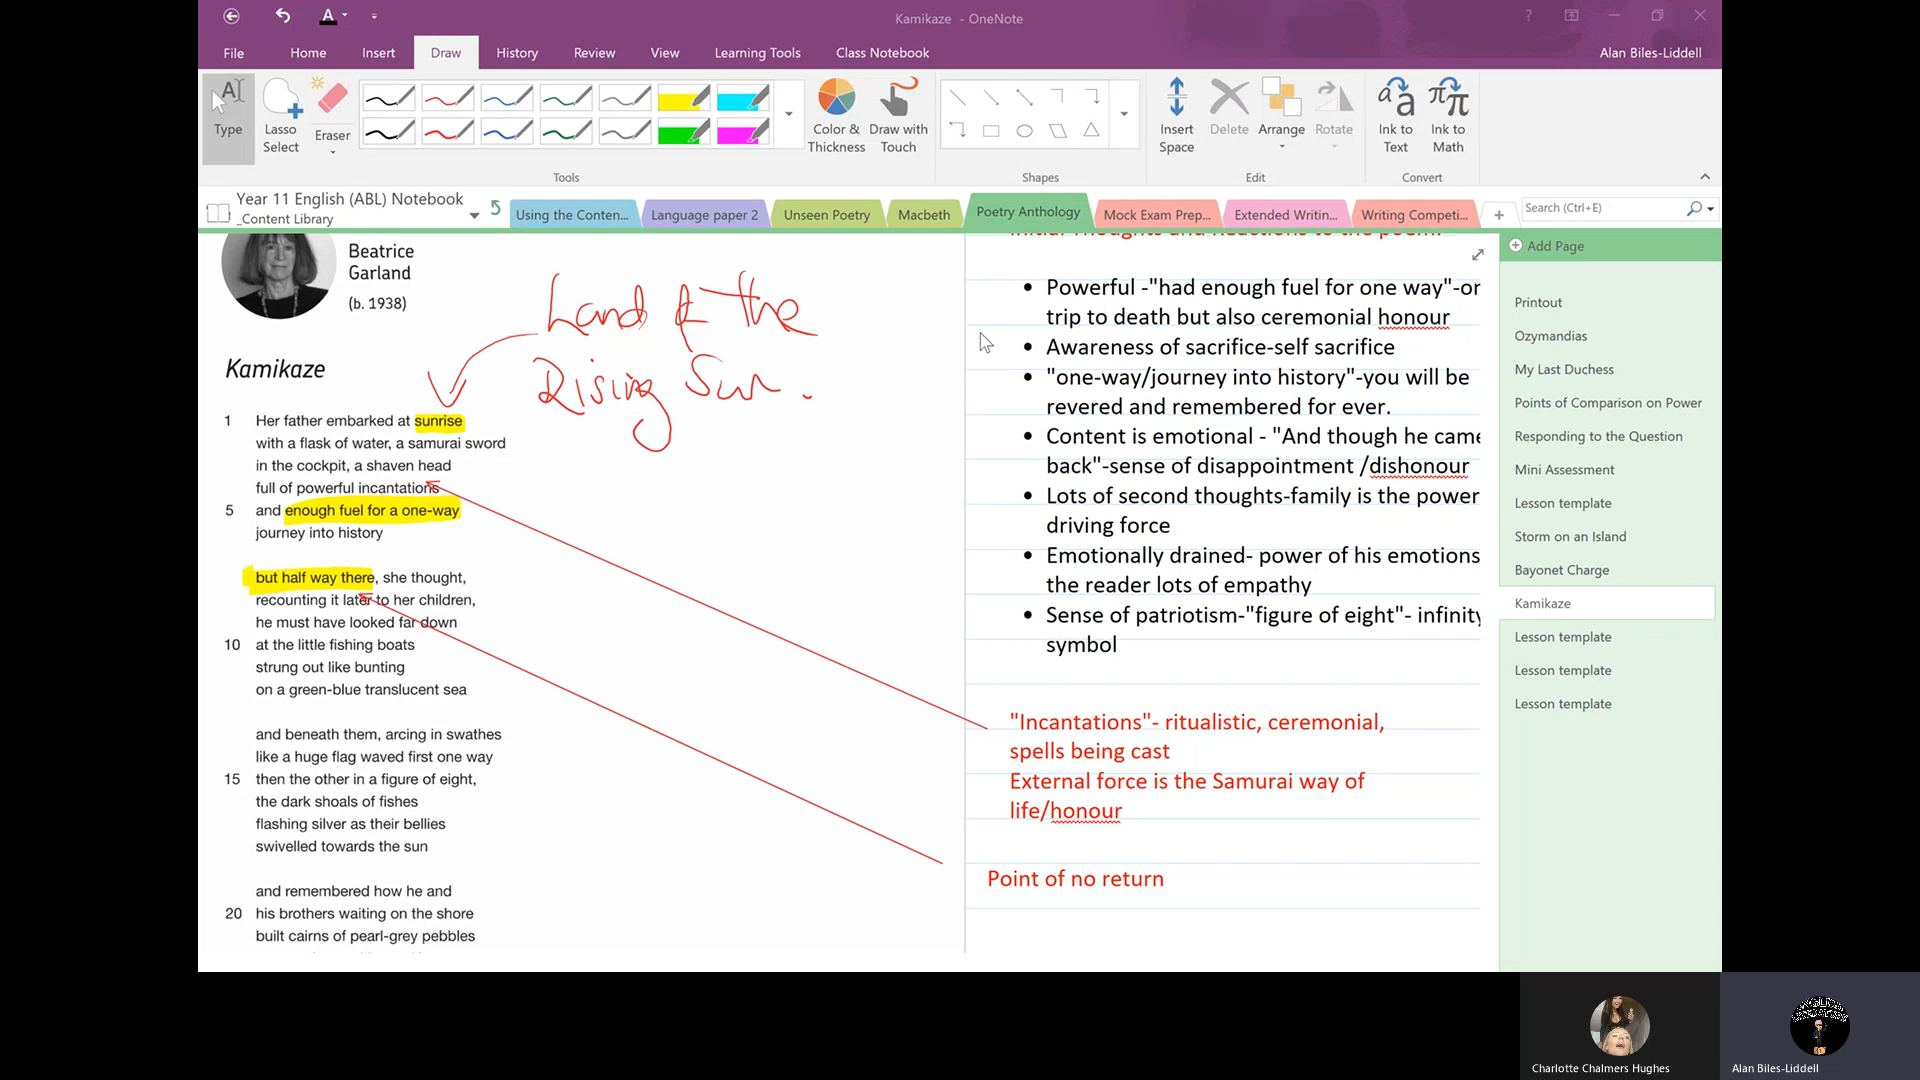 Kamikaze - OneNote
File Home Insert Draw History Review View Learning Tools Class Notebook
Alan Biles-Liddell
Type
Lasso Select
Eraser
Color & Thickness
Draw with Touch
Insert Space
Delete
Arrange
Rotate
Ink to Text
Ink to Math
Tools Shapes Edit Convert
Year 11 English (ABL) Notebook
_Content Library
Using the Conten... Language paper 2 Unseen Poetry Macbeth Poetry Anthology Mock Exam Prep... Extended Writin... Writing Competi...
Search (Ctrl+E)
Beatrice
Garland
(b. 1938)
Land of the
Rising Sun.
Kamikaze
1 Her father embarked at sunrise
with a flask of water, a samurai sword
in the cockpit, a shaven head
full of powerful incantations
5 and enough fuel for a one-way
journey into history
but half way there, she thought,
recounting it later to her children,
he must have looked far down
10 at the little fishing boats
strung out like bunting
on a green-blue translucent sea
and beneath them, arcing in swathes
like a huge flag waved first one way
15 then the other in a figure of eight,
the dark shoals of fishes
flashing silver as their bellies
swivelled towards the sun
and remembered how he and
20 his brothers waiting on the shore
built cairns of pearl-grey pebbles
Initial Thoughts and Reactions to the poem:
• Powerful -"had enough fuel for one way"-or
trip to death but also ceremonial honour
• Awareness of sacrifice-self sacrifice
• "one-way/journey into history"-you will be
revered and remembered for ever.
• Content is emotional - "And though he came
back"-sense of disappointment /dishonour
• Lots of second thoughts-family is the power
driving force
• Emotionally drained- power of his emotions
the reader lots of empathy
• Sense of patriotism-"figure of eight"- infinity
symbol
"Incantations"- ritualistic, ceremonial,
spells being cast
External force is the Samurai way of
life/honour
Point of no return
Add Page
Printout
Ozymandias
My Last Duchess
Points of Comparison on Power
Responding to the Question
Mini Assessment
Lesson template
Storm on an Island
Bayonet Charge
Kamikaze
Lesson template
Lesson template
Lesson template
Charlotte Chalmers Hughes
Alan Biles-Liddell